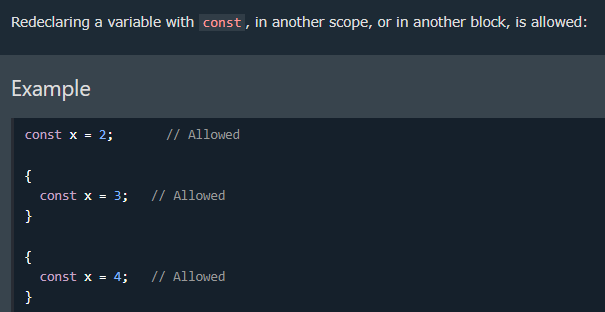 Redeclaring a variable with const, in another scope, or in another block, is allowed:
Example
const x = 2;       // Allowed
{
  const x = 3;   // Allowed
}
{
  const x = 4;   // Allowed
}